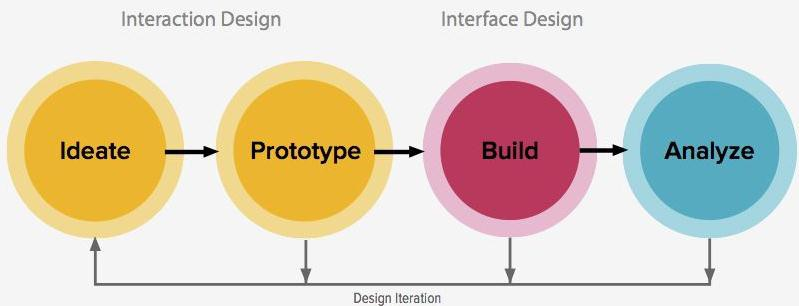 Interaction Design
Interface Design
Ideate
Prototype
Build
Analyze
Design Iteration